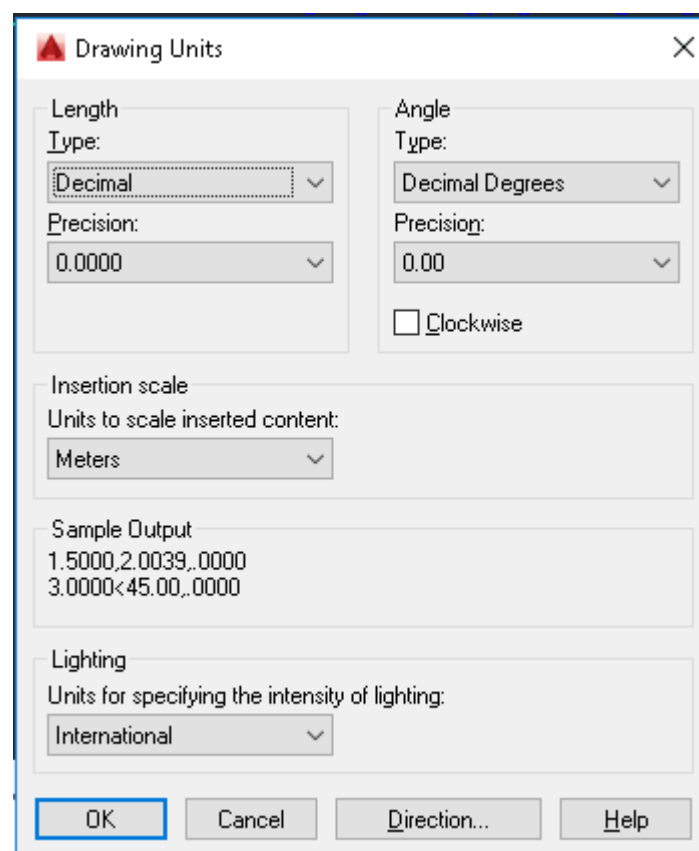 Drawing Units
Length
Type:
Decimal
Precision:
0.0000
Angle
Type:
Decimal Degrees
Precision:
0.00
Clockwise
Insertion scale
Units to scale inserted content:
Meters
Sample Output
1.5000,2.0039,.0000
3.0000<45.00,.0000
Lighting
Units for specifying the intensity of lighting:
International
OK Cancel Direction... Help